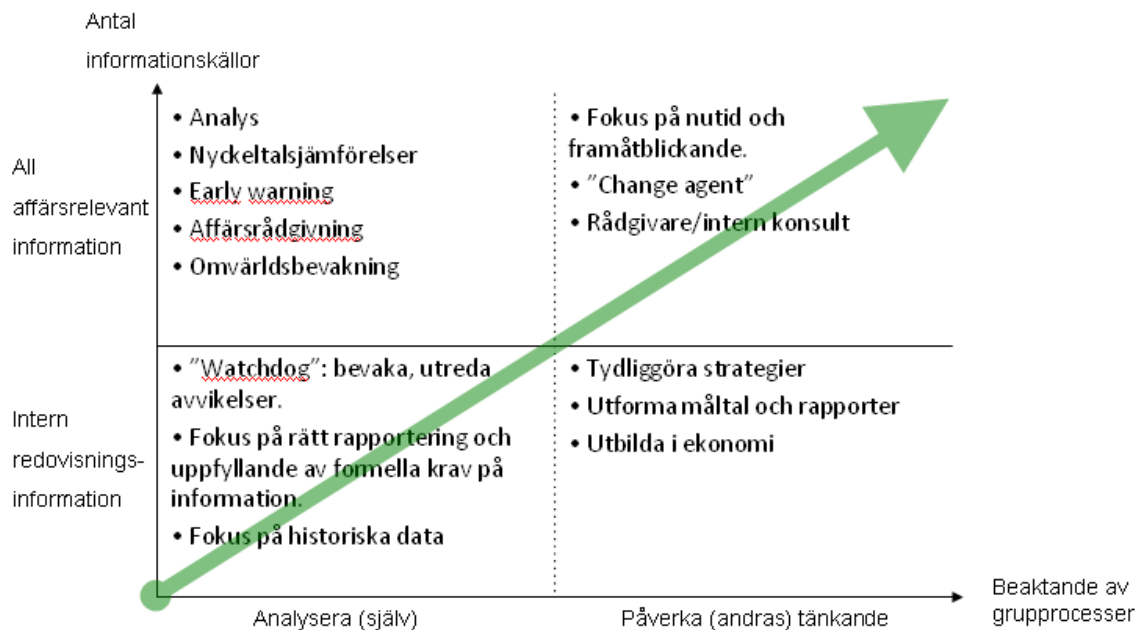 Antal
informationskällor
All
affärsrelevant
information
• Analys
• Nyckeltalsjämförelser
• Early warning
• Affärsrådgivning
• Omvärldsbevakning
• Fokus på nutid och
framåtblickande.
• ”Change agent”
• Rådgivare/intern konsult
Intern
redovisnings-
information
• ”Watchdog”: bevaka, utreda
avvikelser.
• Fokus på rätt rapportering och
uppfyllande av formella krav på
information.
• Fokus på historiska data
• Tydliggöra strategier
• Utforma måltal och rapporter
• Utbilda i ekonomi
Analysera (själv)
Påverka (andras) tänkande
Beaktande av
grupprocesser